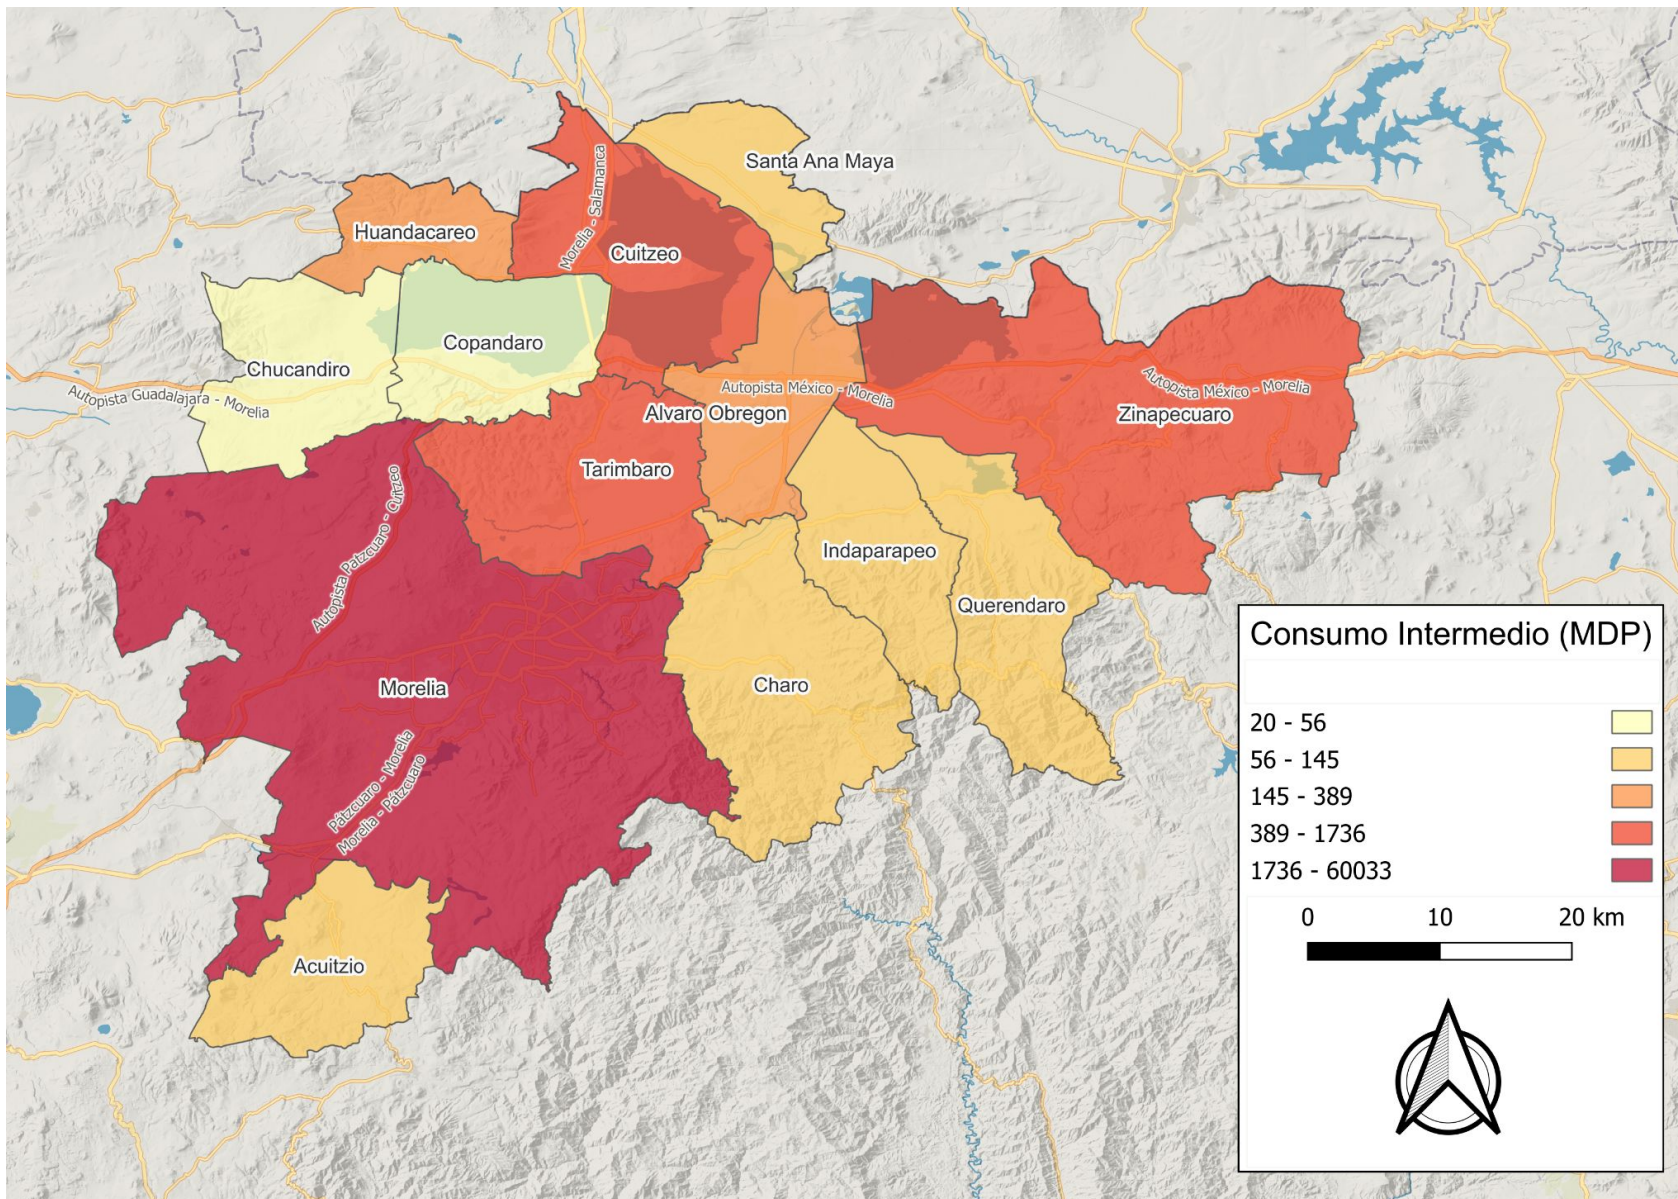 Santa Ana Maya
Morelia - Salamanca
Huandacareo
Cuitzeo
Copandaro
Chucandiro
Autopista Guadalajara - Morelia
Autopista México - Morelia
Autopista México - Morelia
Alvaro Obregon
Zinapecuaro
Tarimbaro
Autopista Patzcuaro - Cuitzeo
Indaparapeo
Querendaro
Charo
Morelia
Pátzcuaro - Morelia
Morelia - Pátzcuaro
Acuitzio
Consumo Intermedio (MDP)
20 - 56
56 - 145
145 - 389
389 - 1736
1736 - 60033
0 10 20 km